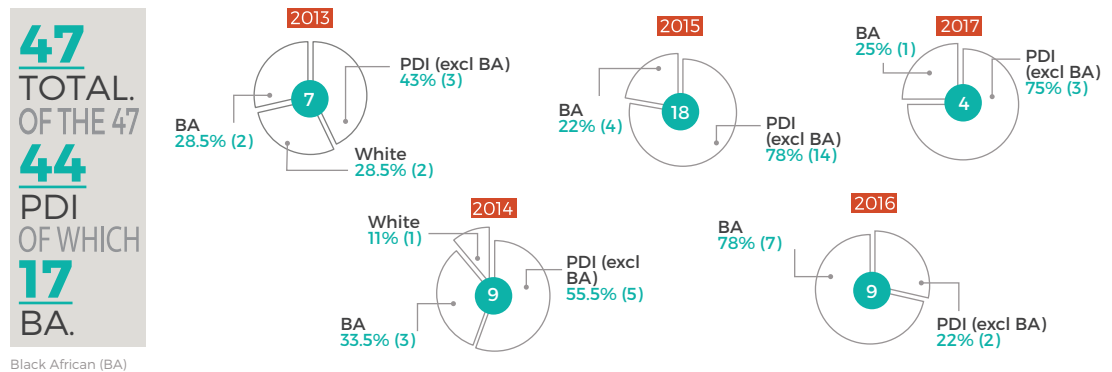 47
TOTAL.
OF THE 47
44
PDI
OF WHICH
17
BA.
Black African (BA)
2013
7
PDI (excl BA)
43% (3)
BA
28.5% (2)
White
28.5% (2)
2015
18
BA
22% (4)
PDI
(excl BA)
78% (14)
2017
4
BA
25% (1)
PDI
(excl BA)
75% (3)
2014
9
White
11% (1)
PDI (excl
BA)
55.5% (5)
BA
33.5% (3)
2016
9
BA
78% (7)
PDI (excl BA)
22% (2)